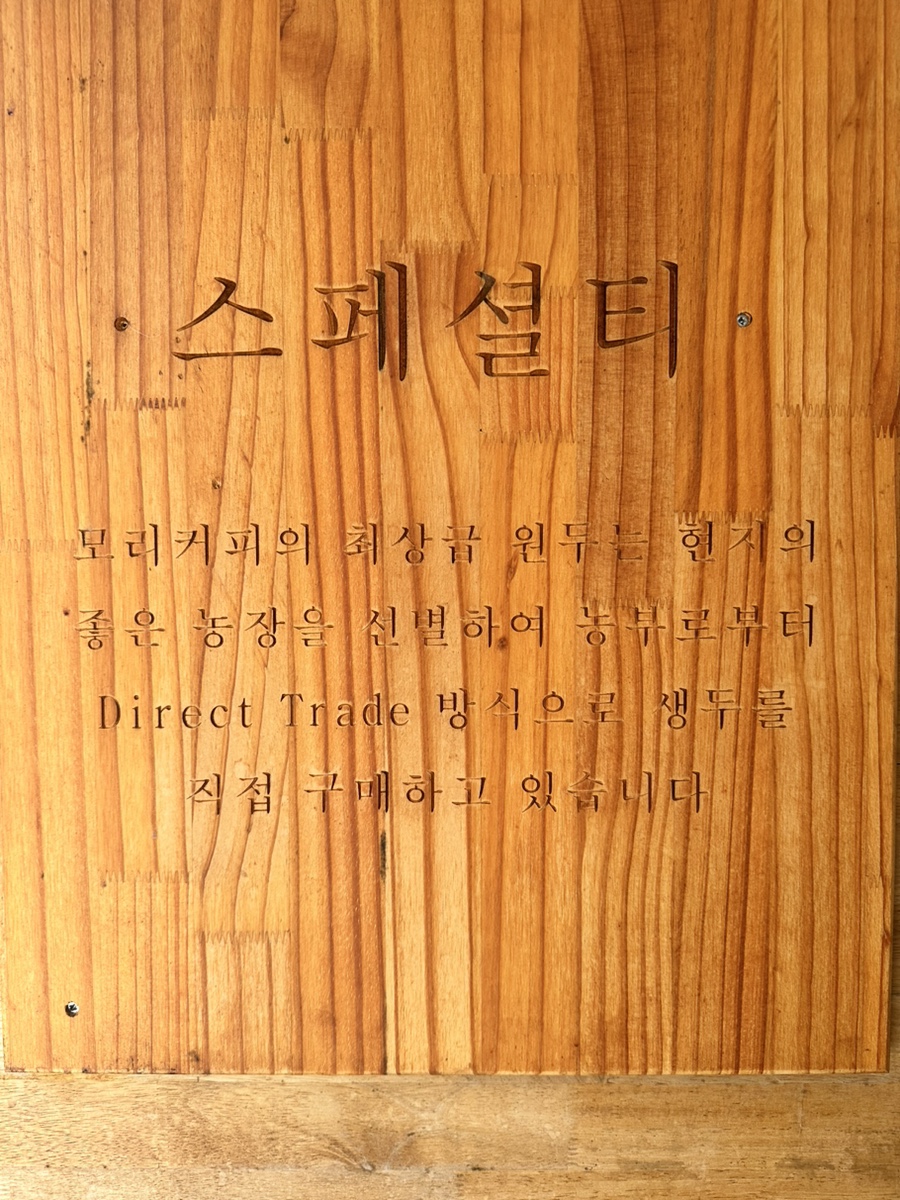 스페셜티
모리커피의 최상급 원두는 현지의
좋은 농장을 선별하여 농부로부터
Direct Trade 방식으로 생두를
직접 구매하고 있습니다